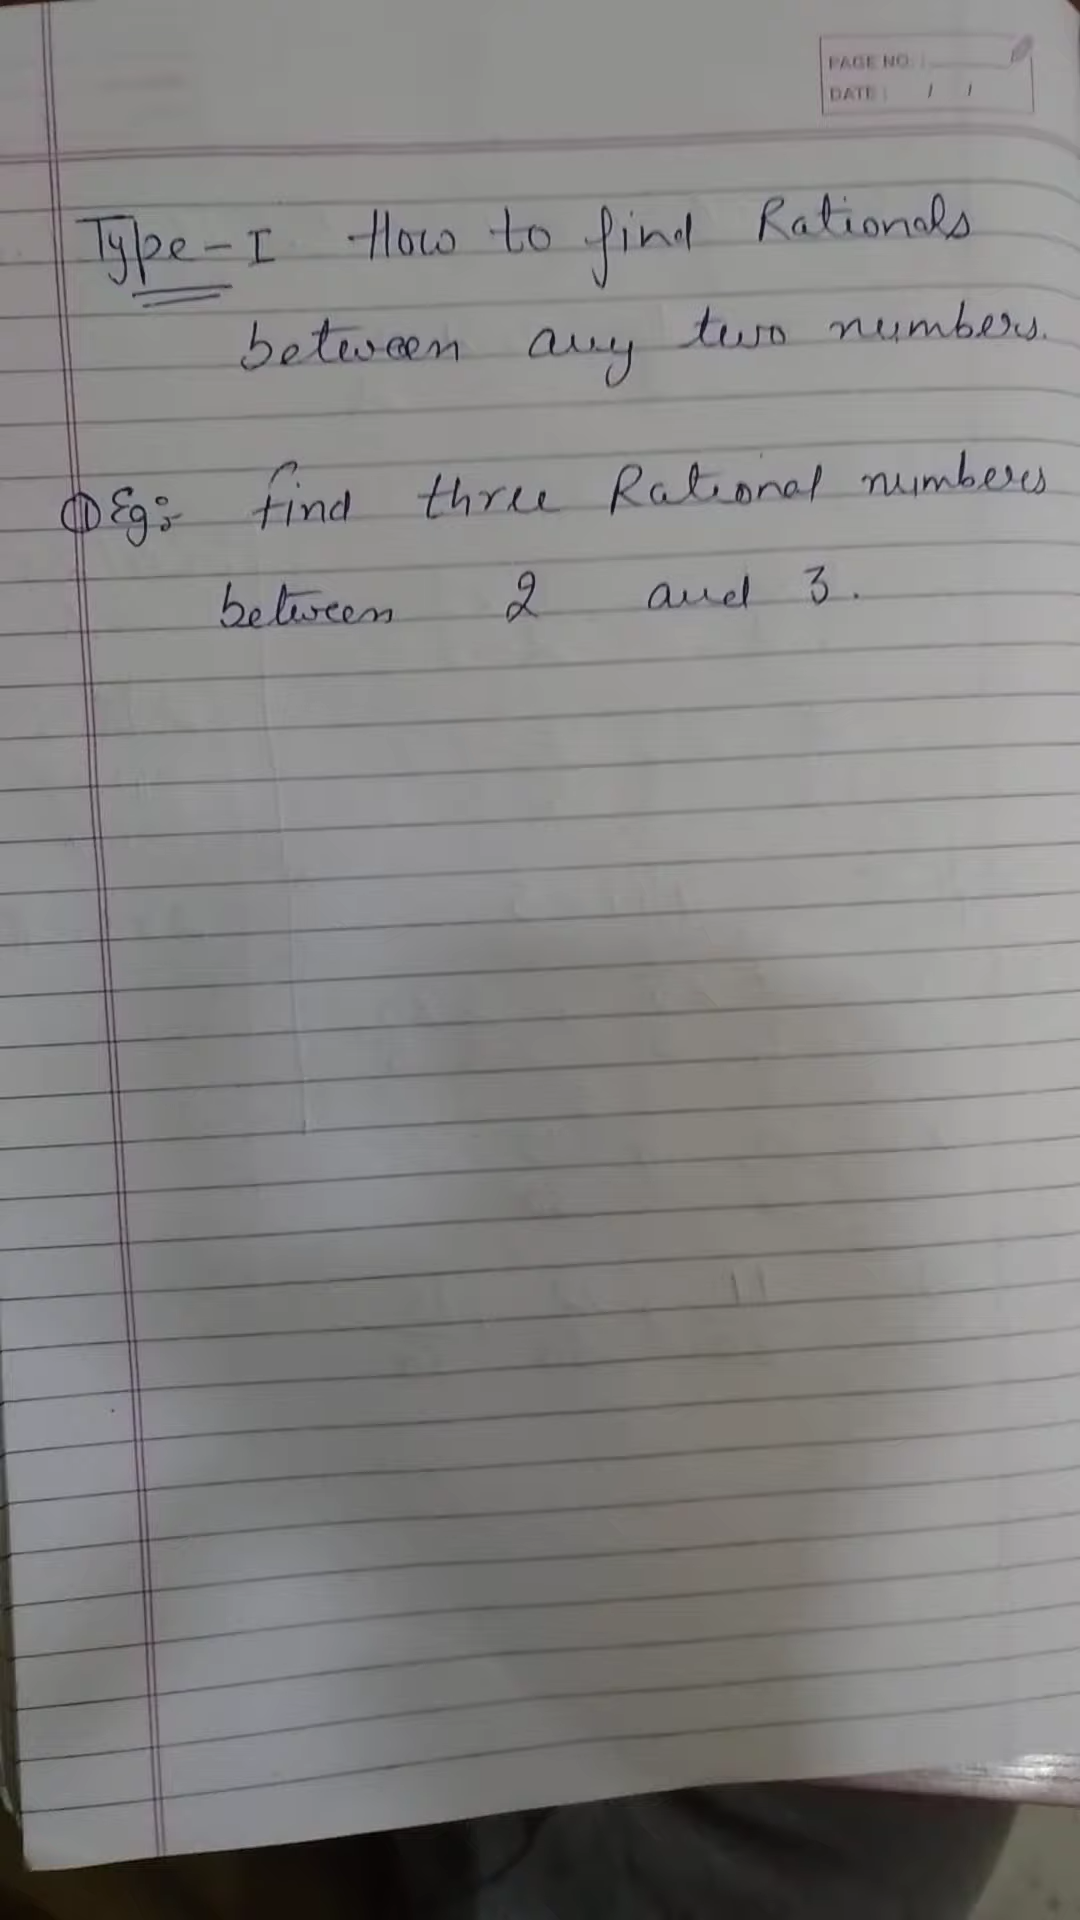 PAGE NO. :
DATE : / /
Type-I How to find Rationals
between any two numbers.
① Eg:- find three Rational numbers
between 2 and 3.